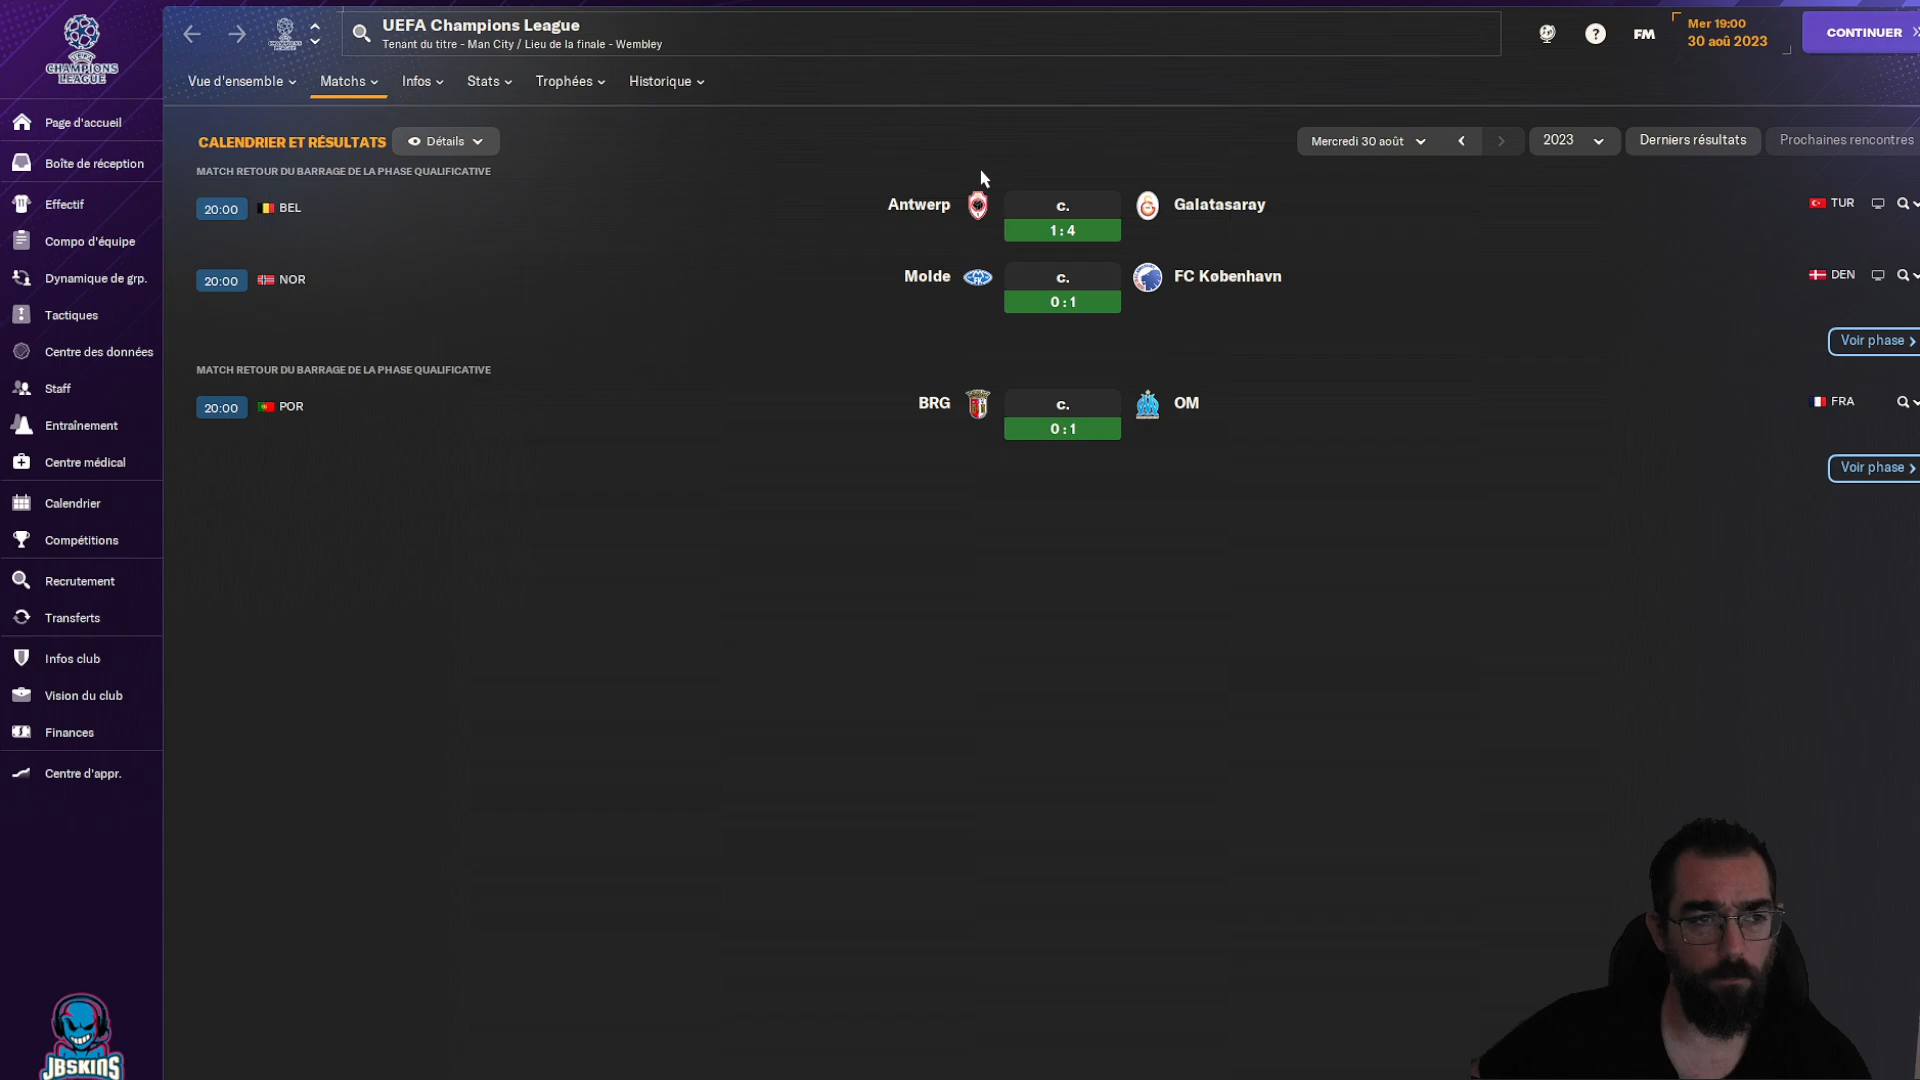 CHAMPIONS
LEAGUE
UEFA Champions League
Tenant du titre - Man City / Lieu de la finale - Wembley
?
FM
Mer 19:00
30 aoû 2023
CONTINUER
Vue d'ensemble
Matchs
Infos
Stats
Trophées
Historique
Page d'accueil
Boîte de réception
Effectif
Compo d'équipe
Dynamique de grp.
Tactiques
Centre des données
Staff
Entraînement
Centre médical
Calendrier
Compétitions
Recrutement
Transferts
Infos club
Vision du club
Finances
Centre d'appr.
JBSKINS
CALENDRIER ET RÉSULTATS
Détails
Mercredi 30 août
2023
Derniers résultats
Prochaines rencontres
MATCH RETOUR DU BARRAGE DE LA PHASE QUALIFICATIVE
20:00 BEL Antwerp c. Galatasaray TUR
1 : 4
20:00 NOR Molde c. FC København DEN
0 : 1
Voir phase
MATCH RETOUR DU BARRAGE DE LA PHASE QUALIFICATIVE
20:00 POR BRG c. OM FRA
0 : 1
Voir phase